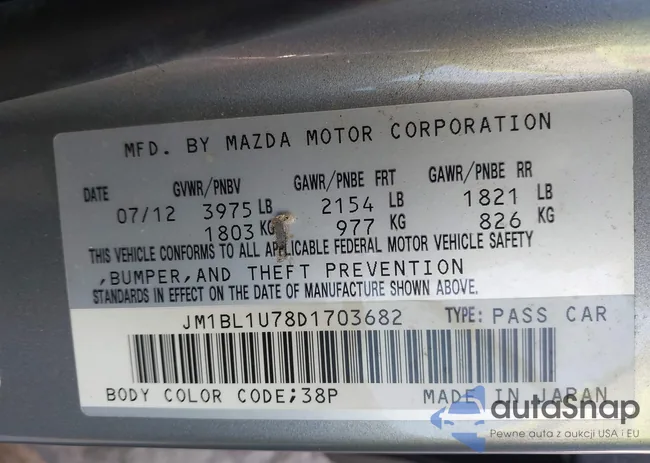 MFD. BY MAZDA MOTOR CORPORATION
DATE GVWR/PNBV GAWR/PNBE FRT GAWR/PNBE RR
07/12 3975 LB 2154 LB 1821 LB
1803 KG 977 KG 826 KG
THIS VEHICLE CONFORMS TO ALL APPLICABLE FEDERAL MOTOR VEHICLE SAFETY
,BUMPER,AND THEFT PREVENTION
STANDARDS IN EFFECT ON THE DATE OF MANUFACTURE SHOWN ABOVE.
JM1BL1U78D1703682 TYPE: PASS CAR
BODY COLOR CODE;38P MADE IN JAPAN
autaSnap
Pewne auta z aukcji USA i EU